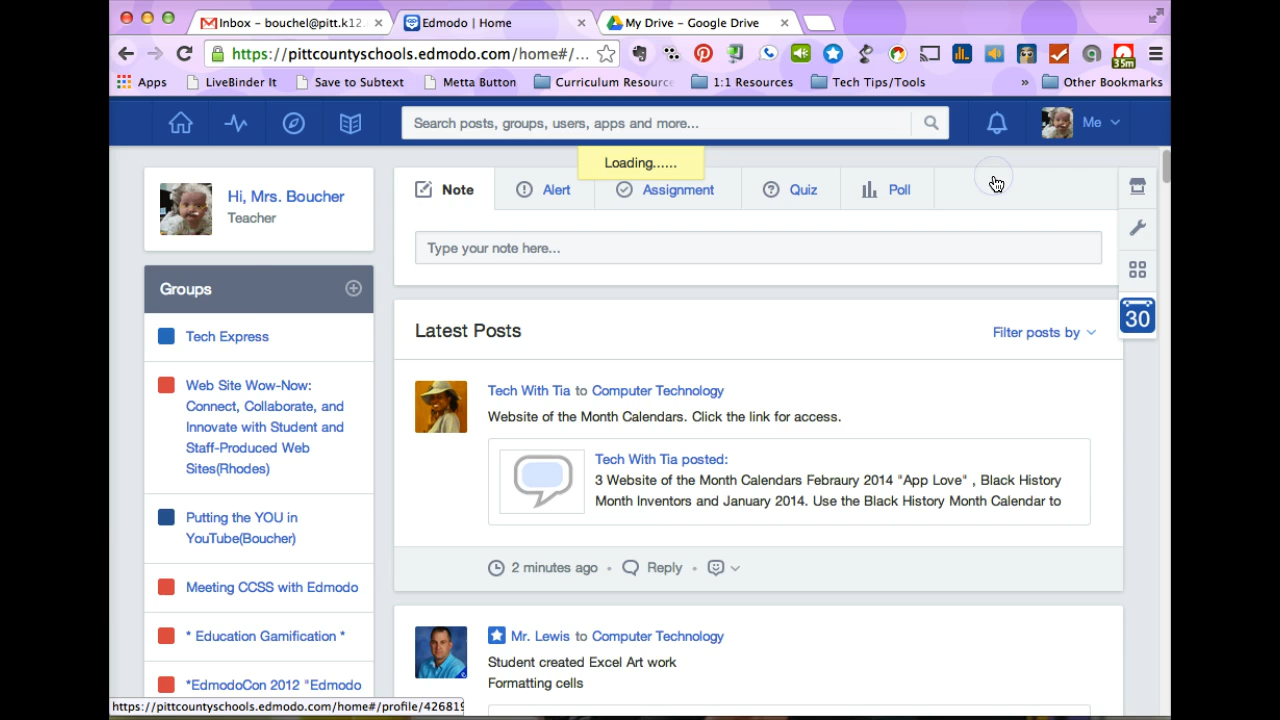 Inbox – bouchel@pitt.k12.
Edmodo | Home
My Drive – Google Drive
https://pittcountyschools.edmodo.com/home#/...
35m
Apps
LiveBinder It
Save to Subtext
Metta Button
Curriculum Resource
1:1 Resources
Tech Tips/Tools
»
Other Bookmarks
Search posts, groups, users, apps and more...
Me
Loading......
Hi, Mrs. Boucher
Teacher
Note
Alert
Assignment
Quiz
Poll
Type your note here...
30
Groups
Tech Express
Web Site Wow-Now:
Connect, Collaborate, and
Innovate with Student and
Staff-Produced Web
Sites(Rhodes)
Putting the YOU in
YouTube(Boucher)
Meeting CCSS with Edmodo
* Education Gamification *
*EdmodoCon 2012 "Edmodo
Latest Posts
Filter posts by
Tech With Tia to Computer Technology
Website of the Month Calendars. Click the link for access.
Tech With Tia posted:
3 Website of the Month Calendars Febraury 2014 "App Love" , Black History
Month Inventors and January 2014. Use the Black History Month Calendar to
2 minutes ago • Reply •
Mr. Lewis to Computer Technology
Student created Excel Art work
Formatting cells
https://pittcountyschools.edmodo.com/home#/profile/426819